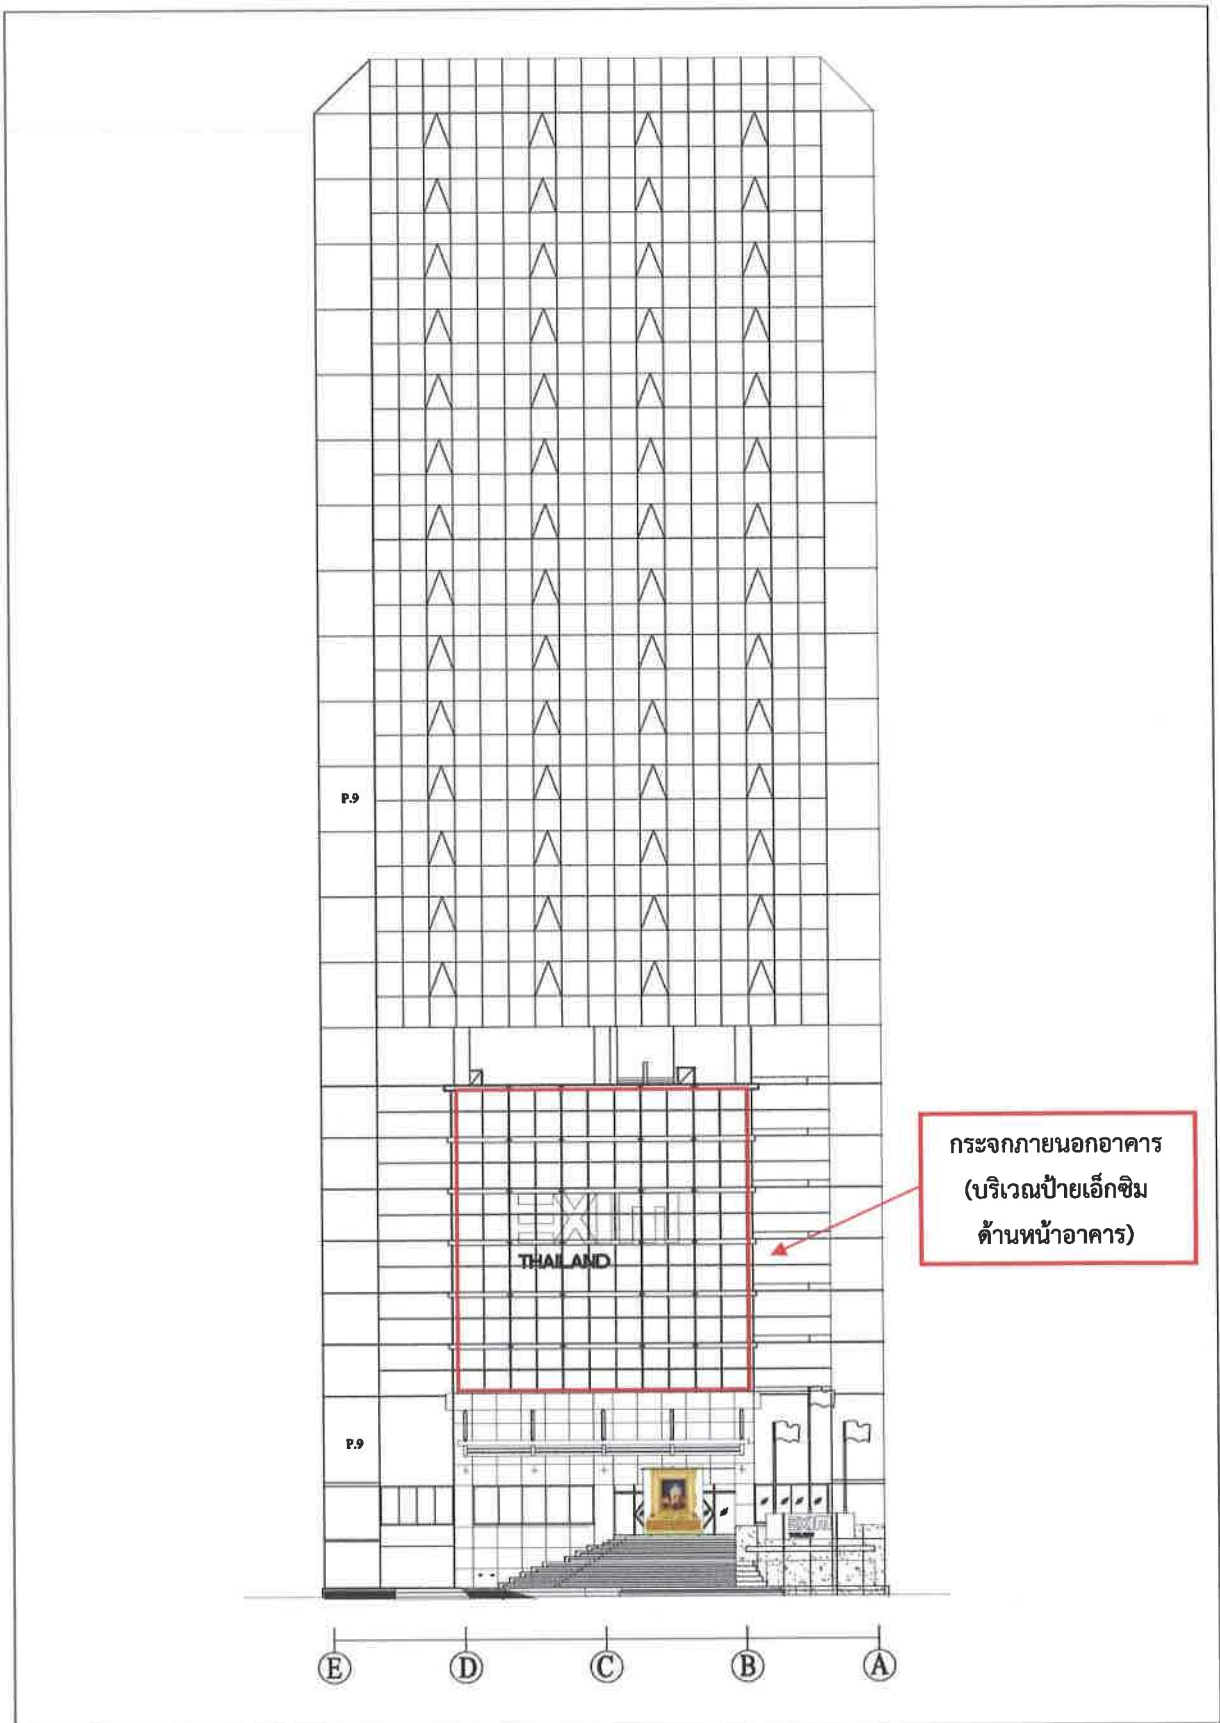 P.9
กระจกภายนอกอาคาร
(บริเวณป้ายเอ็กซิม
ด้านหน้าอาคาร)
EXIM
THAILAND
P.9
EXIM
E D C B A